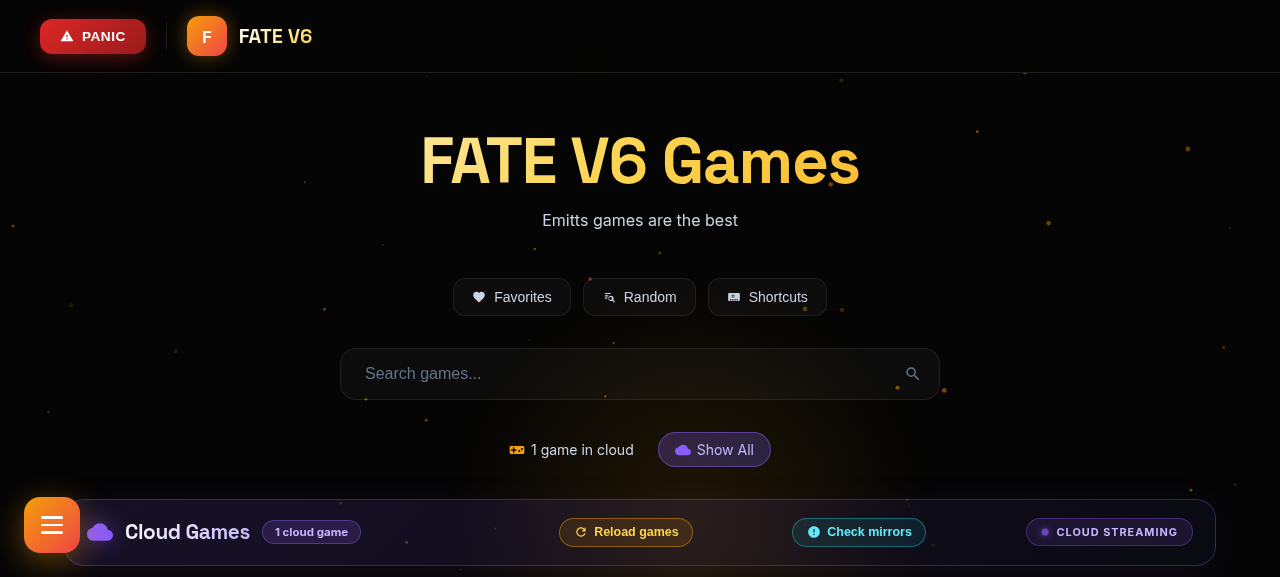 PANIC
F
FATE V6
FATE V6 Games
Emitts games are the best
Favorites
Random
Shortcuts
Search games...
1 game in cloud
Show All
Cloud Games
1 cloud game
Reload games
Check mirrors
CLOUD STREAMING